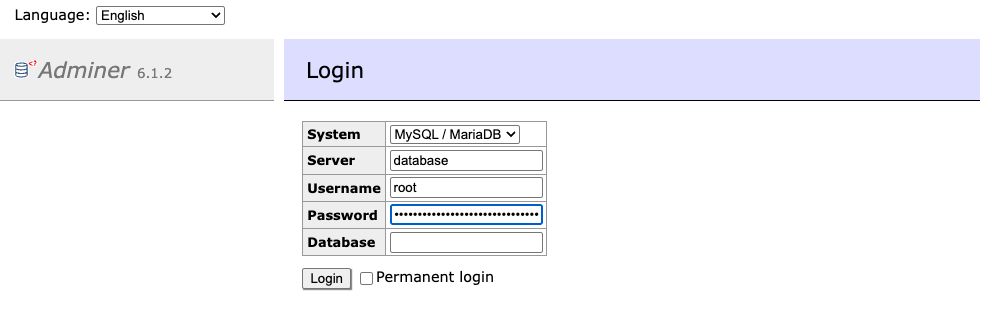 Language: English
Adminer 6.1.2
Login
System MySQL / MariaDB
Server database
Username root
Password ••••••••••••••••••••••••••••••••
Database
Login Permanent login